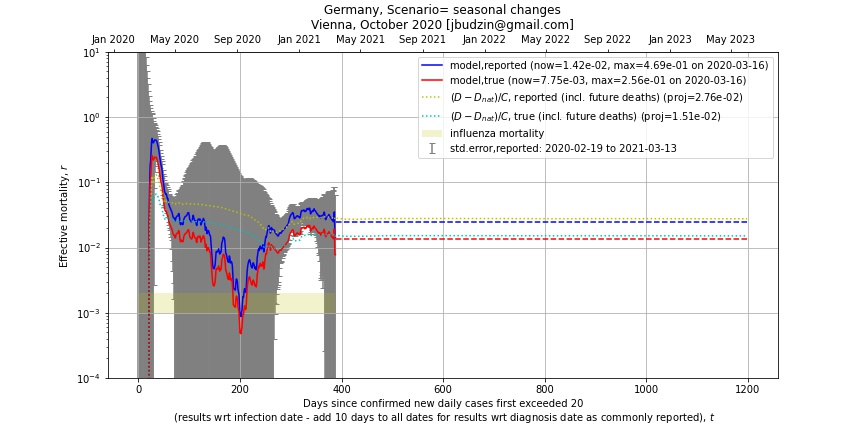 Germany, Scenario= seasonal changes
Vienna, October 2020 [jbudzin@gmail.com]
Jan 2020 May 2020 Sep 2020 Jan 2021 May 2021 Sep 2021 Jan 2022 May 2022 Sep 2022 Jan 2023 May 2023
model,reported (now=1.42e-02, max=4.69e-01 on 2020-03-16)
model,true (now=7.75e-03, max=2.56e-01 on 2020-03-16)
(D−Dnat)/C, reported (incl. future deaths) (proj=2.76e-02)
(D−Dnat)/C, true (incl. future deaths) (proj=1.51e-02)
influenza mortality
std.error,reported: 2020-02-19 to 2021-03-13
Effective mortality, r
10¹
10⁰
10⁻¹
10⁻²
10⁻³
10⁻⁴
0 200 400 600 800 1000 1200
Days since confirmed new daily cases first exceeded 20
(results wrt infection date - add 10 days to all dates for results wrt diagnosis date as commonly reported), t